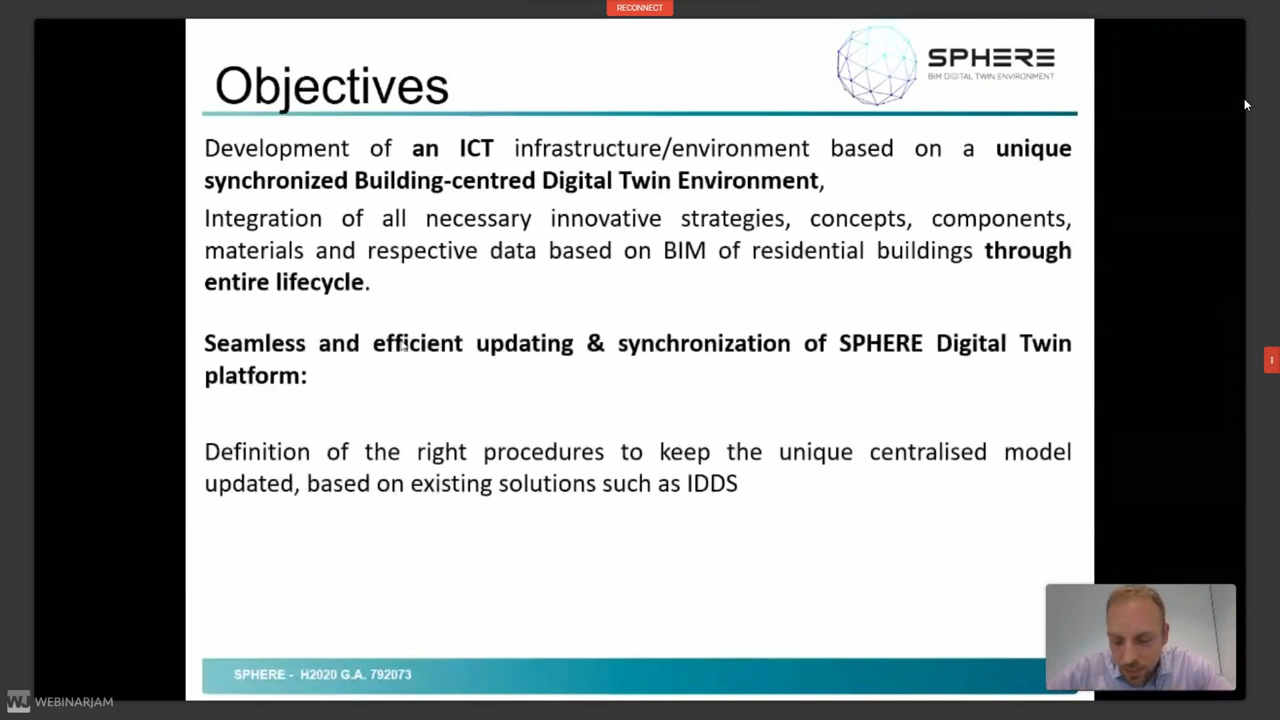 RECONNECT
Objectives
SPHERE
BIM DIGITAL TWIN ENVIRONMENT
Development of an ICT infrastructure/environment based on a unique
synchronized Building-centred Digital Twin Environment,
Integration of all necessary innovative strategies, concepts, components,
materials and respective data based on BIM of residential buildings through
entire lifecycle.
Seamless and efficient updating & synchronization of SPHERE Digital Twin
platform:
Definition of the right procedures to keep the unique centralised model
updated, based on existing solutions such as IDDS
SPHERE - H2020 G.A. 792073
WJ WEBINARJAM